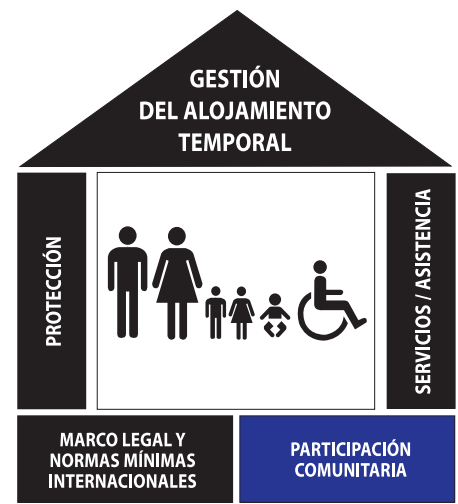 GESTIÓN
DEL ALOJAMIENTO
TEMPORAL
PROTECCIÓN
SERVICIOS / ASISTENCIA
MARCO LEGAL Y
NORMAS MÍNIMAS
INTERNACIONALES
PARTICIPACIÓN
COMUNITARIA